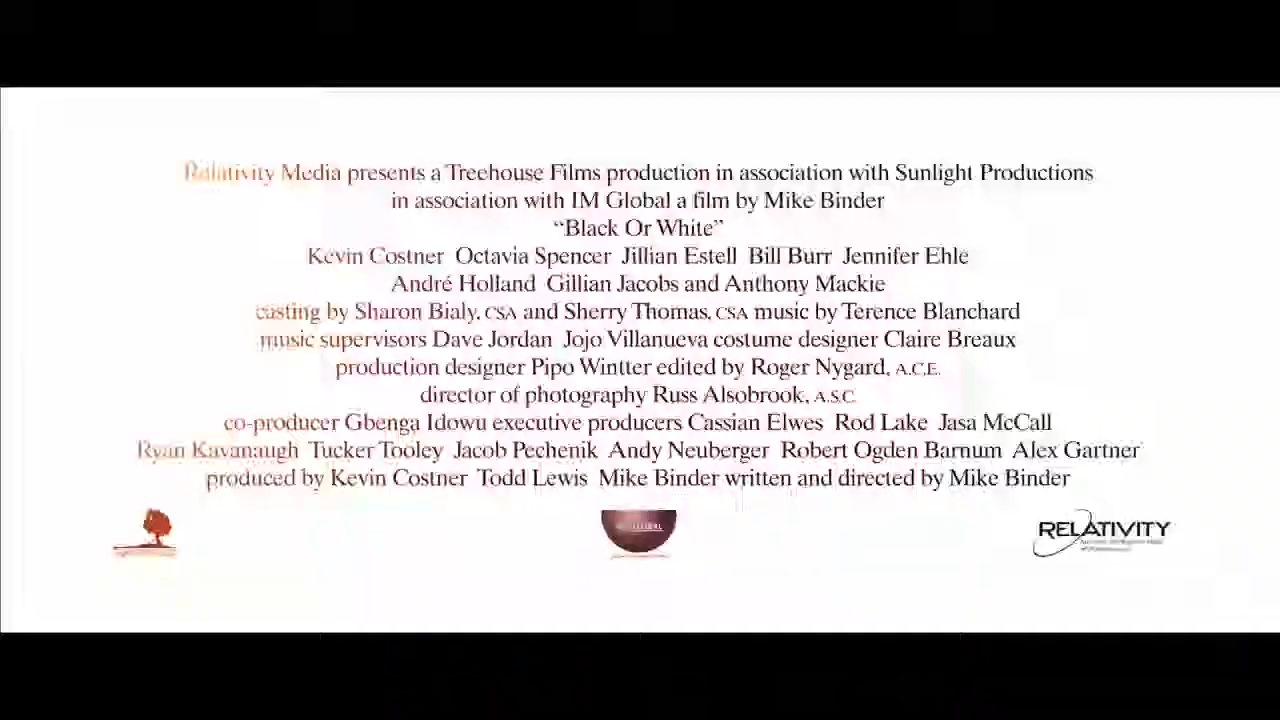 Relativity Media presents a Treehouse Films production in association with Sunlight Productions
in association with IM Global a film by Mike Binder
“Black Or White”
Kevin Costner Octavia Spencer Jillian Estell Bill Burr Jennifer Ehle
André Holland Gillian Jacobs and Anthony Mackie
casting by Sharon Bialy, CSA and Sherry Thomas, CSA music by Terence Blanchard
music supervisors Dave Jordan Jojo Villanueva costume designer Claire Breaux
production designer Pipo Wintter edited by Roger Nygard, A.C.E.
director of photography Russ Alsobrook, A.S.C.
co-producer Gbenga Idowu executive producers Cassian Elwes Rod Lake Jasa McCall
Ryan Kavanaugh Tucker Tooley Jacob Pechenik Andy Neuberger Robert Ogden Barnum Alex Gartner
produced by Kevin Costner Todd Lewis Mike Binder written and directed by Mike Binder
RELATIVITY